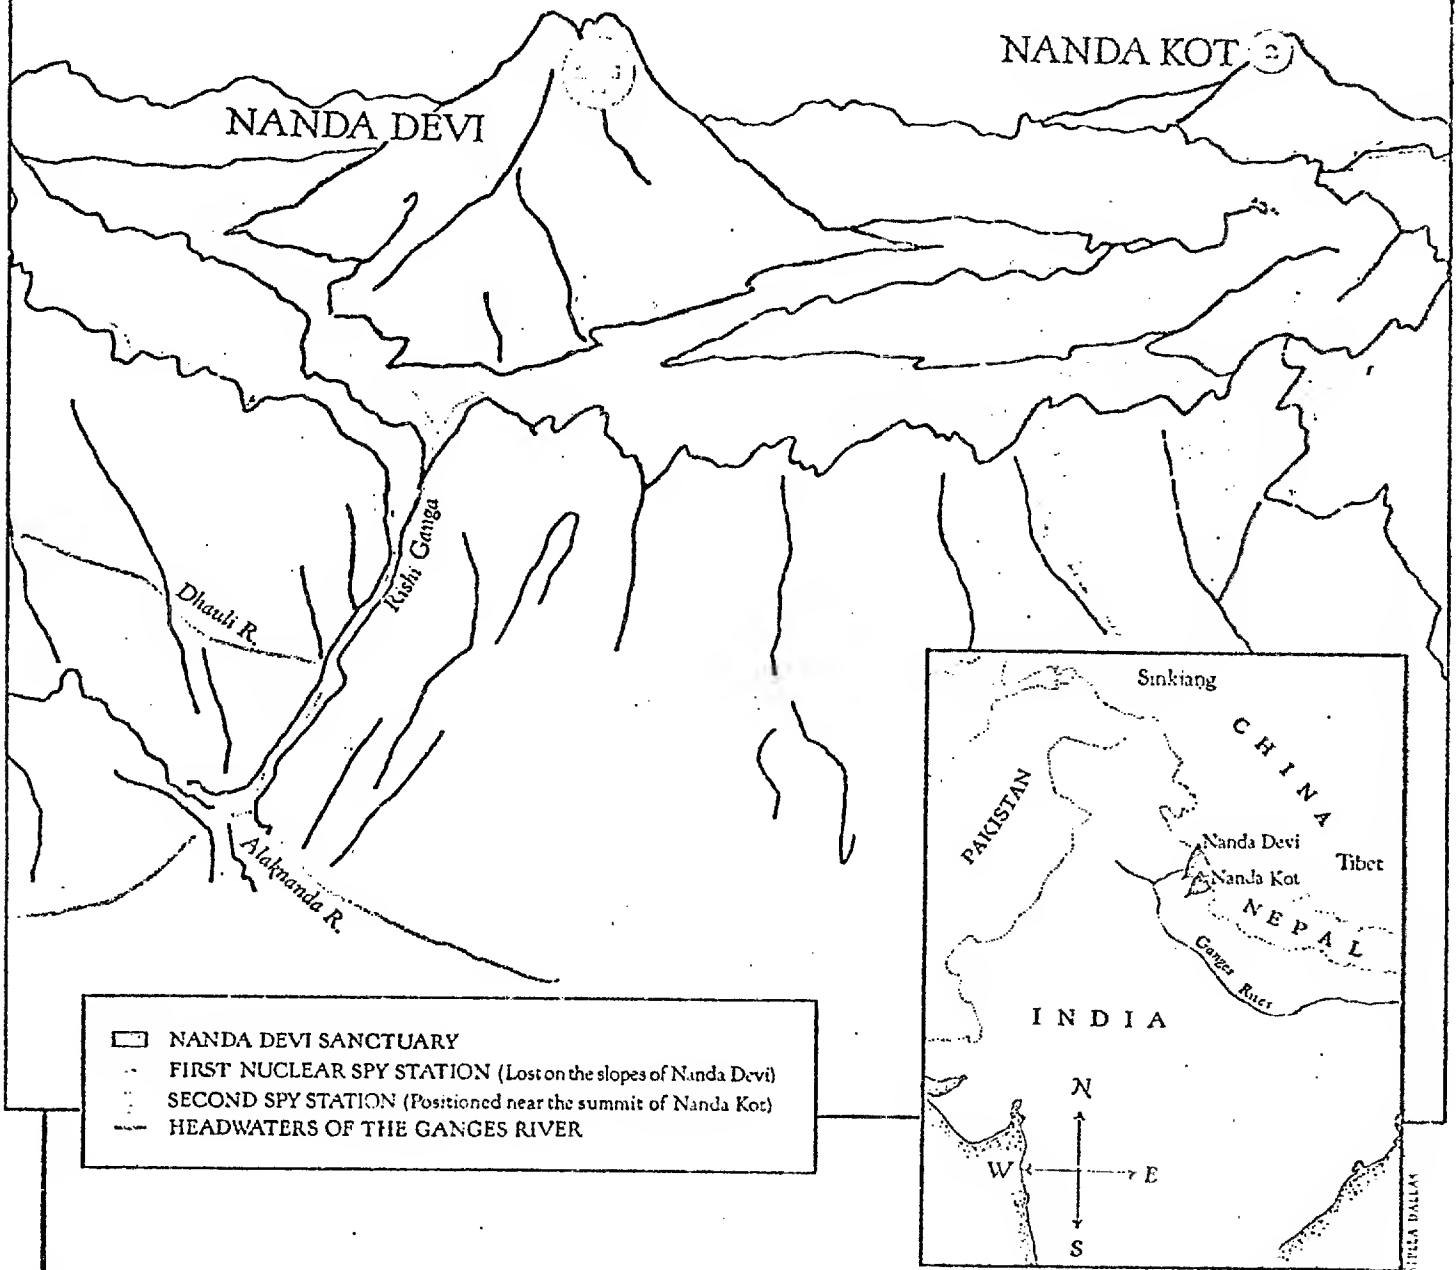 NANDA KOT
2
NANDA DEVI
Rishi Ganga
Dhauli R.
Alaknanda R.
NANDA DEVI SANCTUARY
FIRST NUCLEAR SPY STATION (Lost on the slopes of Nanda Devi)
SECOND SPY STATION (Positioned near the summit of Nanda Kot)
HEADWATERS OF THE GANGES RIVER
Sinkiang
CHINA
PAKISTAN
Nanda Devi
Tibet
Nanda Kot
NEPAL
Ganges River
INDIA
N
W
E
S
DALLAS